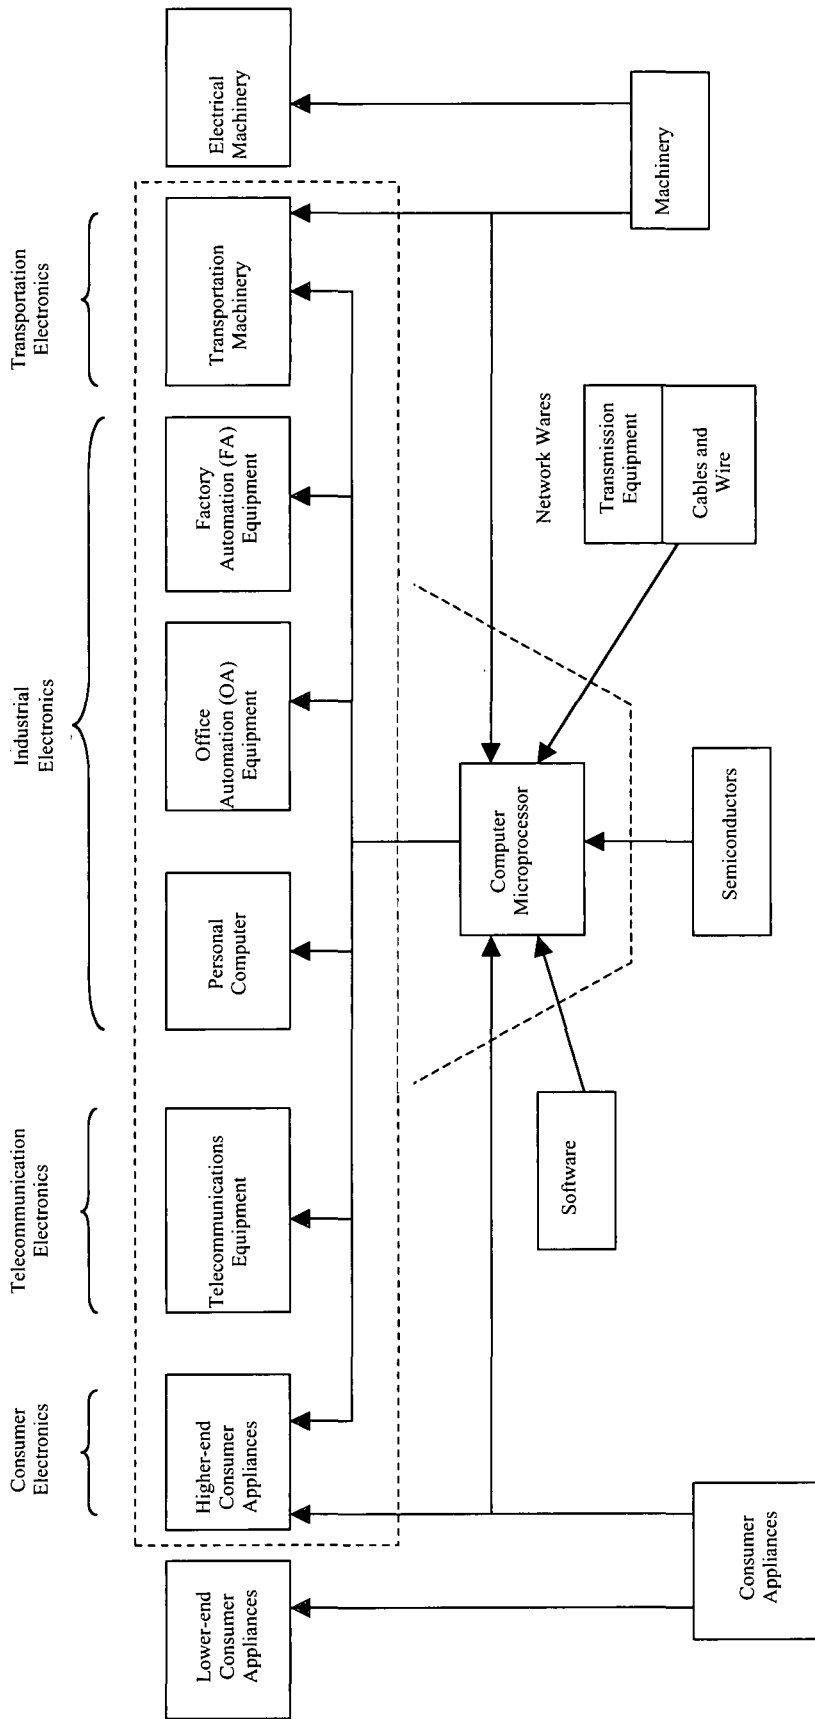 Consumer
Electronics
Telecommunication
Electronics
Industrial
Electronics
Transportation
Electronics
Lower-end
Consumer
Appliances
Higher-end
Consumer
Appliances
Telecommunications
Equipment
Personal
Computer
Office
Automation (OA)
Equipment
Factory
Automation (FA)
Equipment
Transportation
Machinery
Electrical
Machinery
Computer
Microprocessor
Software
Network Wares
Transmission
Equipment
Cables and
Wire
Machinery
Consumer
Appliances
Semiconductors